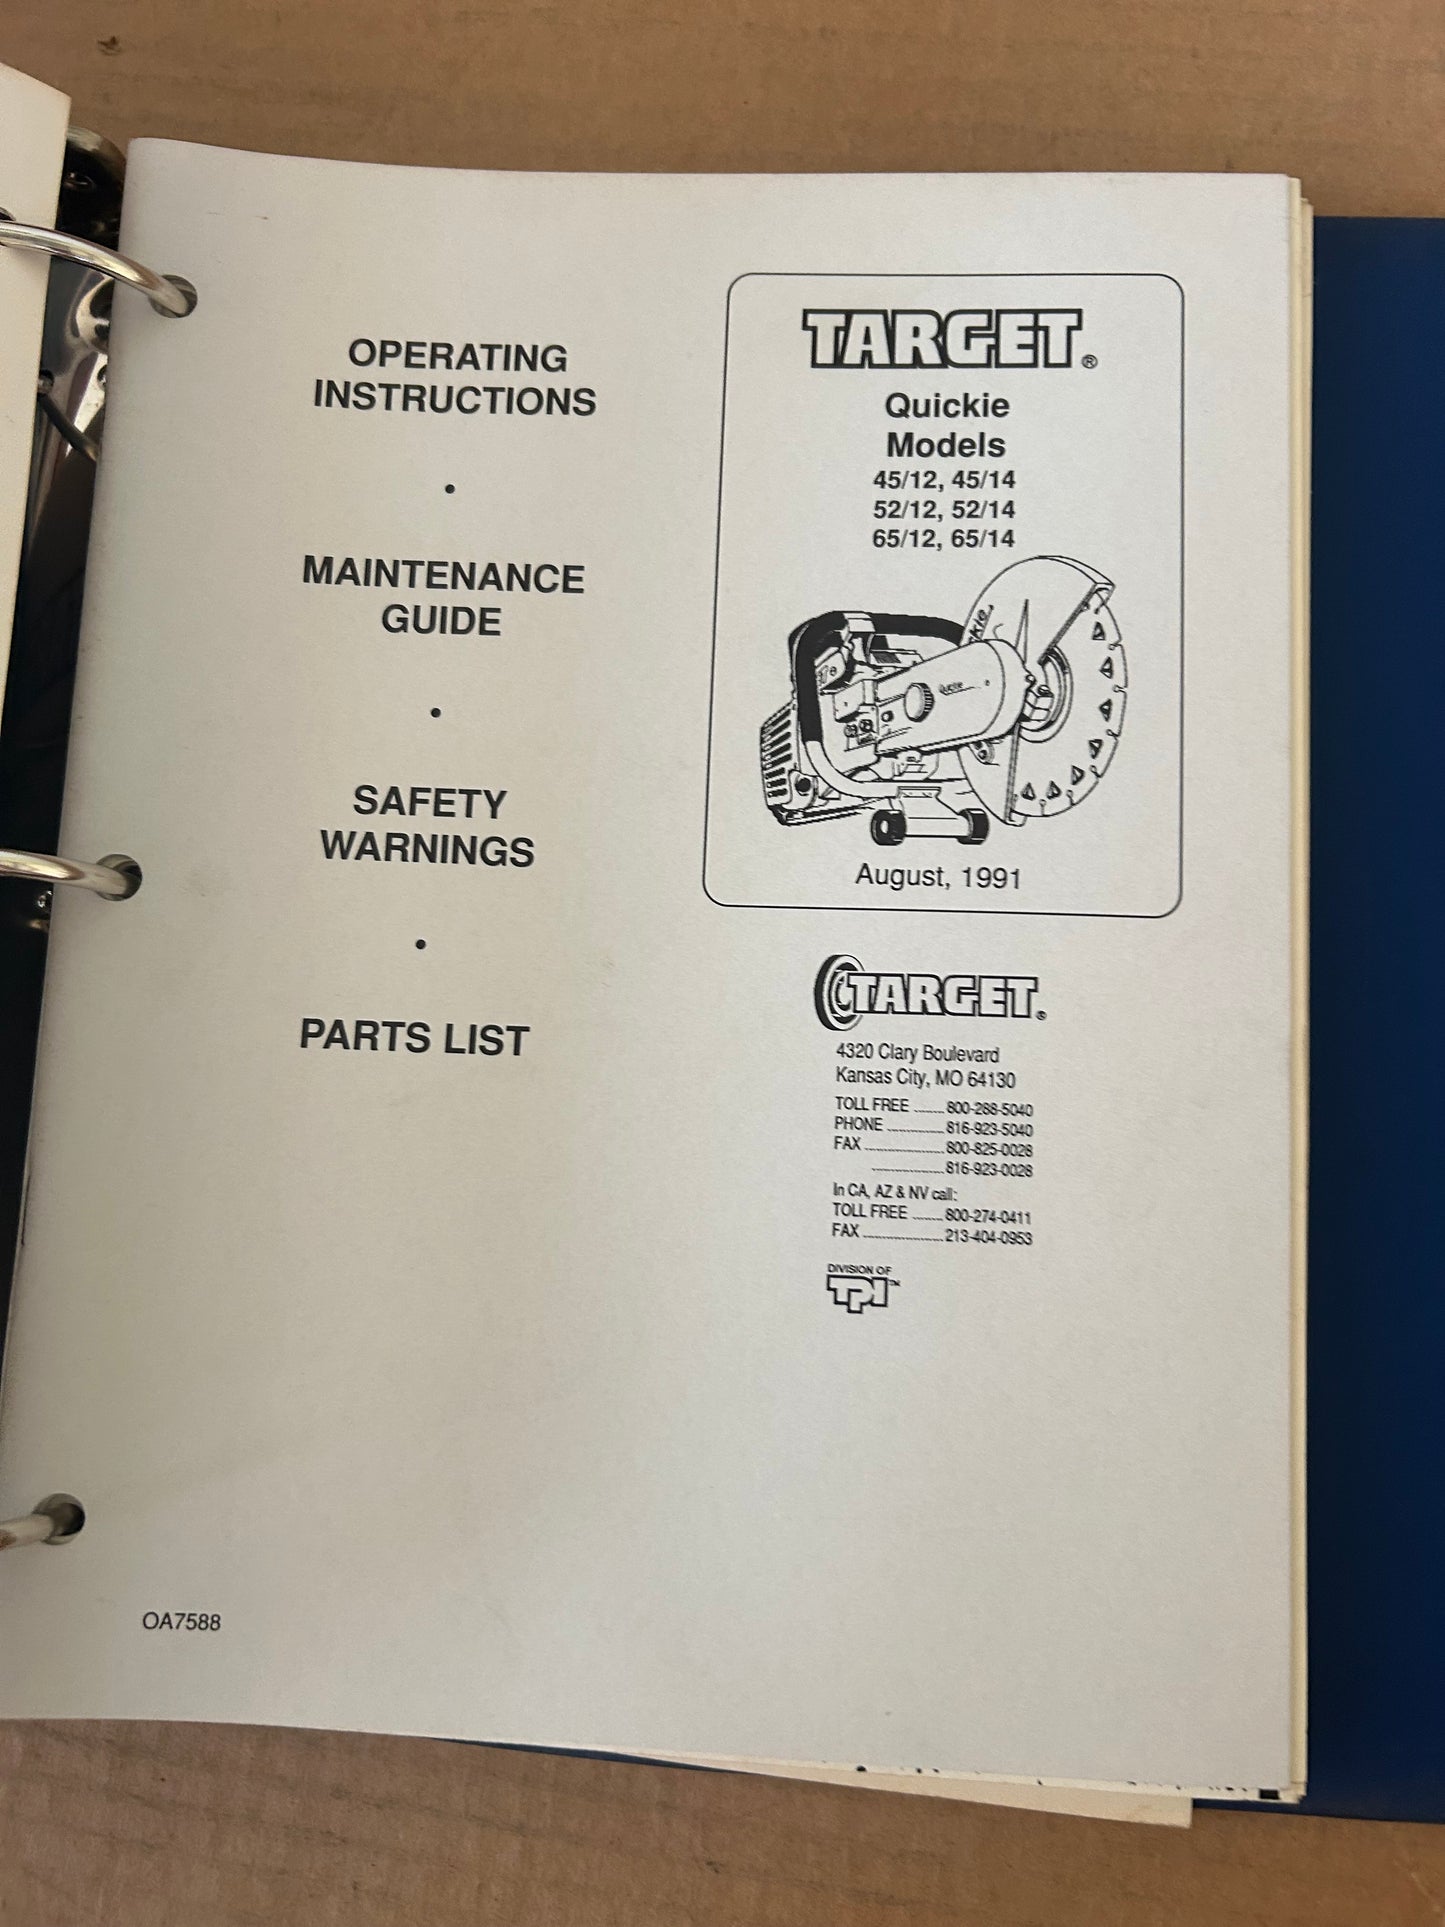 OPERATING
INSTRUCTIONS
•
MAINTENANCE
GUIDE
•
SAFETY
WARNINGS
•
PARTS LIST
OA7588
TARGET®
Quickie
Models
45/12, 45/14
52/12, 52/14
65/12, 65/14
Quickie
August, 1991
TARGET®
4320 Clary Boulevard
Kansas City, MO 64130
TOLL FREE ........ 800-288-5040
PHONE ............... 816-923-5040
FAX ..................... 800-825-0028
................... 816-923-0028
In CA, AZ & NV call:
TOLL FREE ........ 800-274-0411
FAX ..................... 213-404-0953
DIVISION OF
TPI™